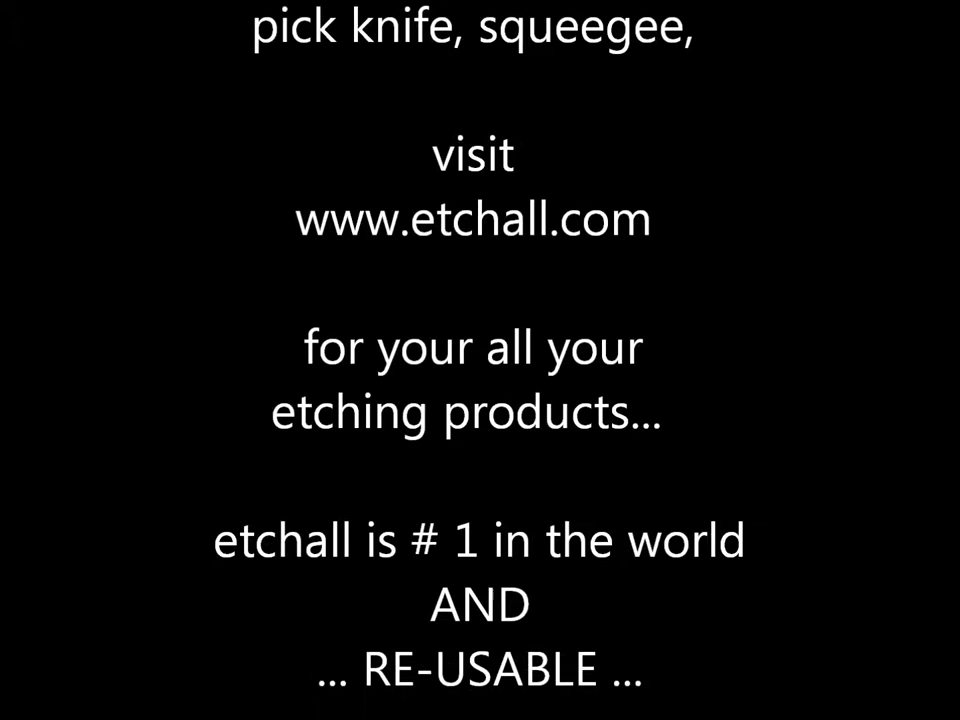 pick knife, squeegee,
visit
www.etchall.com
for your all your
etching products...
etchall is # 1 in the world
AND
... RE-USABLE ...